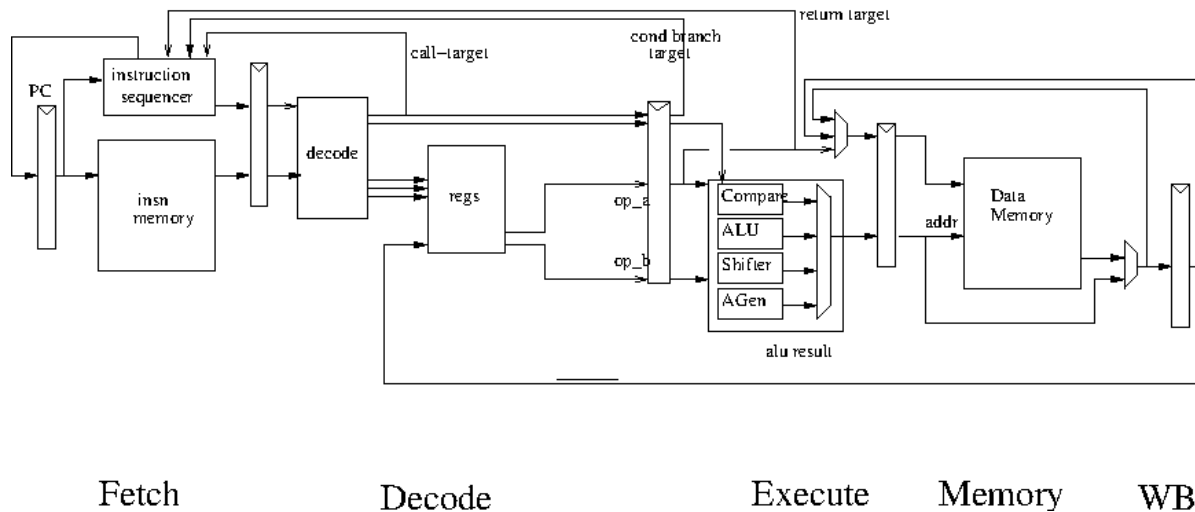 return target
cond branch
target
call-target
instruction
sequencer
PC
decode
insn
memory
regs
op_a
op_b
Compare
ALU
Shifter
AGen
alu result
addr
Data
Memory
Fetch
Decode
Execute
Memory
WB